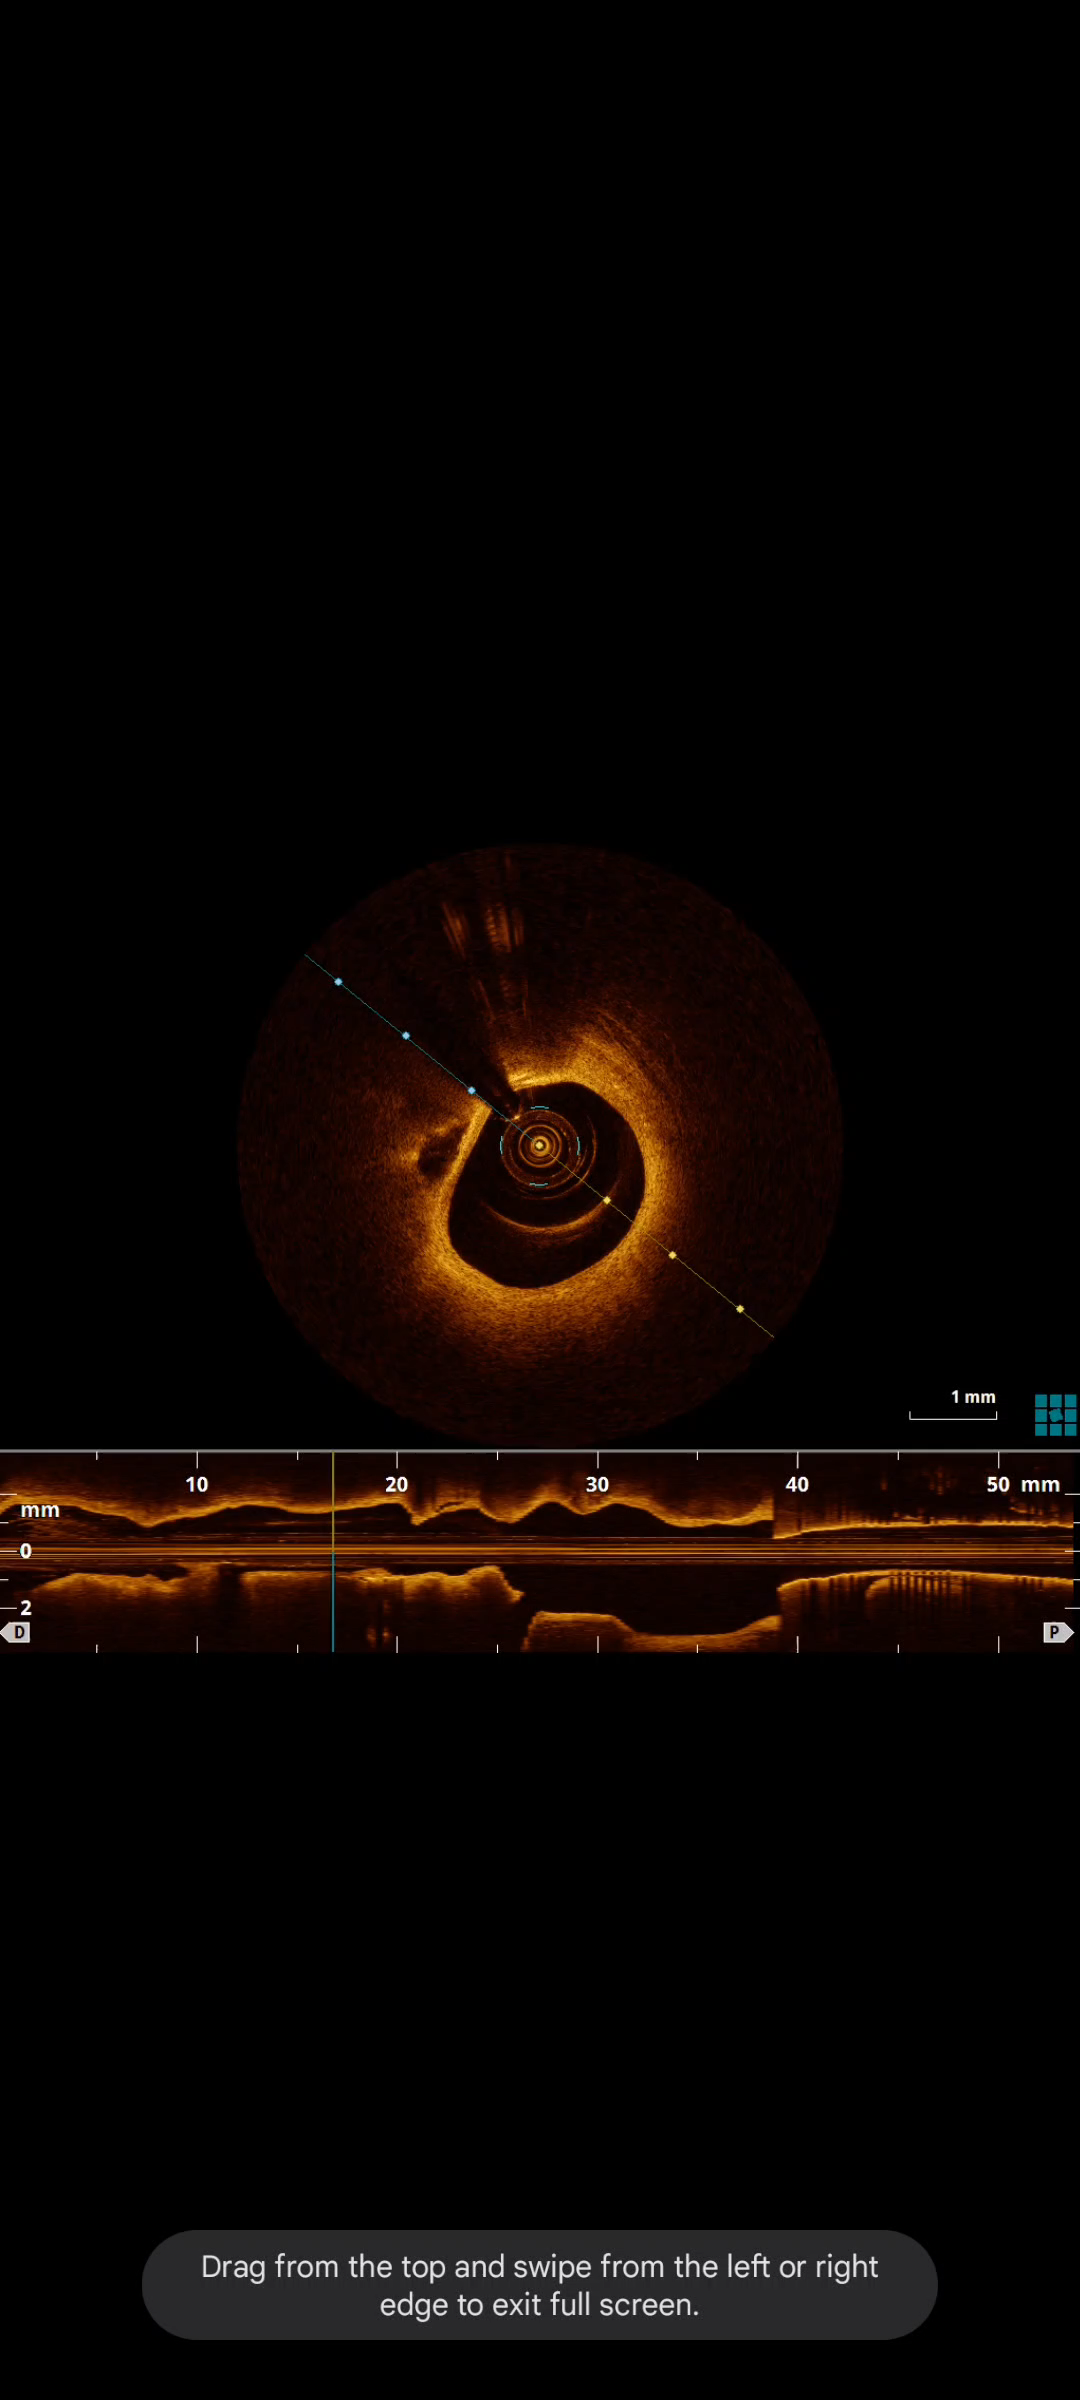 1 mm
10 20 30 40 50 mm
mm
0
2
D P
Drag from the top and swipe from the left or right
edge to exit full screen.